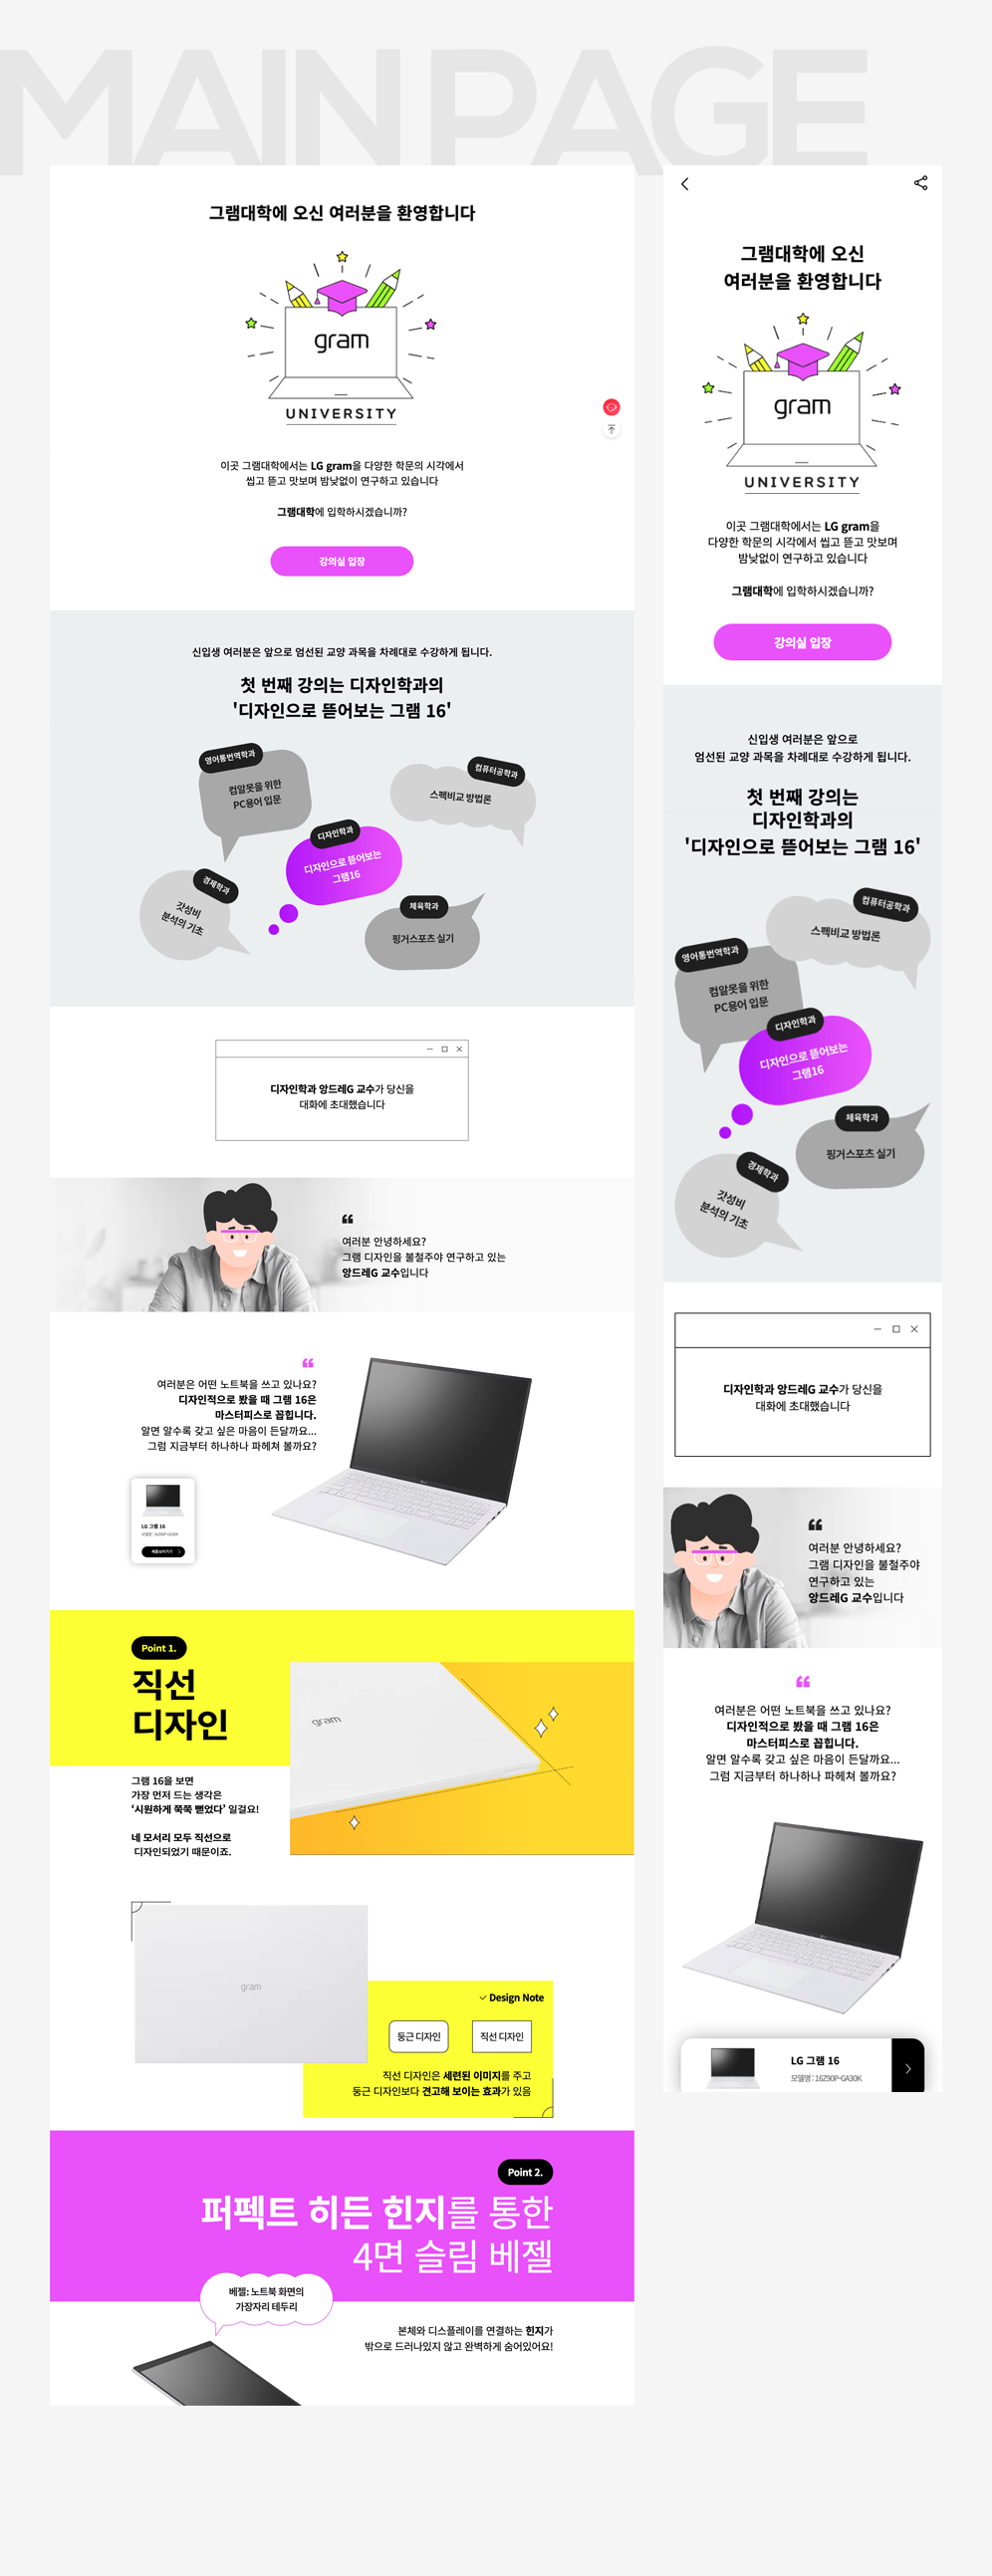 MAIN PAGE
그램대학에 오신 여러분을 환영합니다
gram
UNIVERSITY
이곳 그램대학에서는 LG gram을 다양한 학문의 시각에서
씹고 뜯고 맛보며 밤낮없이 연구하고 있습니다
그램대학에 입학하시겠습니까?
강의실 입장
신입생 여러분은 앞으로 엄선된 교양 과목을 차례대로 수강하게 됩니다.
첫 번째 강의는 디자인학과의
'디자인으로 뜯어보는 그램 16'
영어통번역학과
컴알못을 위한
PC용어 입문
컴퓨터공학과
스펙비교 방법론
디자인학과
디자인으로 뜯어보는
그램16
경제학과
갓성비
분석의 기초
체육학과
핑거스포츠 실기
디자인학과 앙드레G 교수가 당신을
대화에 초대했습니다
여러분 안녕하세요?
그램 디자인을 불철주야 연구하고 있는
앙드레G 교수입니다
여러분은 어떤 노트북을 쓰고 있나요?
디자인적으로 봤을 때 그램 16은
마스터피스로 꼽힙니다.
알면 알수록 갖고 싶은 마음이 든달까요...
그럼 지금부터 하나하나 파헤쳐 볼까요?
LG 그램 16
모델명 : 16Z90P-GA30K
제품보러가기
Point 1.
직선
디자인
gram
그램 16을 보면
가장 먼저 드는 생각은
‘시원하게 쭉쭉 뻗었다’ 일걸요!
네 모서리 모두 직선으로
디자인되었기 때문이죠.
gram
Design Note
둥근 디자인
직선 디자인
직선 디자인은 세련된 이미지를 주고
둥근 디자인보다 견고해 보이는 효과가 있음
Point 2.
퍼펙트 히든 힌지를 통한
4면 슬림 베젤
베젤: 노트북 화면의
가장자리 테두리
본체와 디스플레이를 연결하는 힌지가
밖으로 드러나있지 않고 완벽하게 숨어있어요!
그램대학에 오신
여러분을 환영합니다
gram
UNIVERSITY
이곳 그램대학에서는 LG gram을
다양한 학문의 시각에서 씹고 뜯고 맛보며
밤낮없이 연구하고 있습니다
그램대학에 입학하시겠습니까?
강의실 입장
신입생 여러분은 앞으로
엄선된 교양 과목을 차례대로 수강하게 됩니다.
첫 번째 강의는
디자인학과의
'디자인으로 뜯어보는 그램 16'
컴퓨터공학과
스펙비교 방법론
영어통번역학과
컴알못을 위한
PC용어 입문
디자인학과
디자인으로 뜯어보는
그램16
체육학과
핑거스포츠 실기
경제학과
갓성비
분석의 기초
디자인학과 앙드레G 교수가 당신을
대화에 초대했습니다
여러분 안녕하세요?
그램 디자인을 불철주야
연구하고 있는
앙드레G 교수입니다
여러분은 어떤 노트북을 쓰고 있나요?
디자인적으로 봤을 때 그램 16은
마스터피스로 꼽힙니다.
알면 알수록 갖고 싶은 마음이 든달까요...
그럼 지금부터 하나하나 파헤쳐 볼까요?
LG 그램 16
모델명 : 16Z90P-GA30K